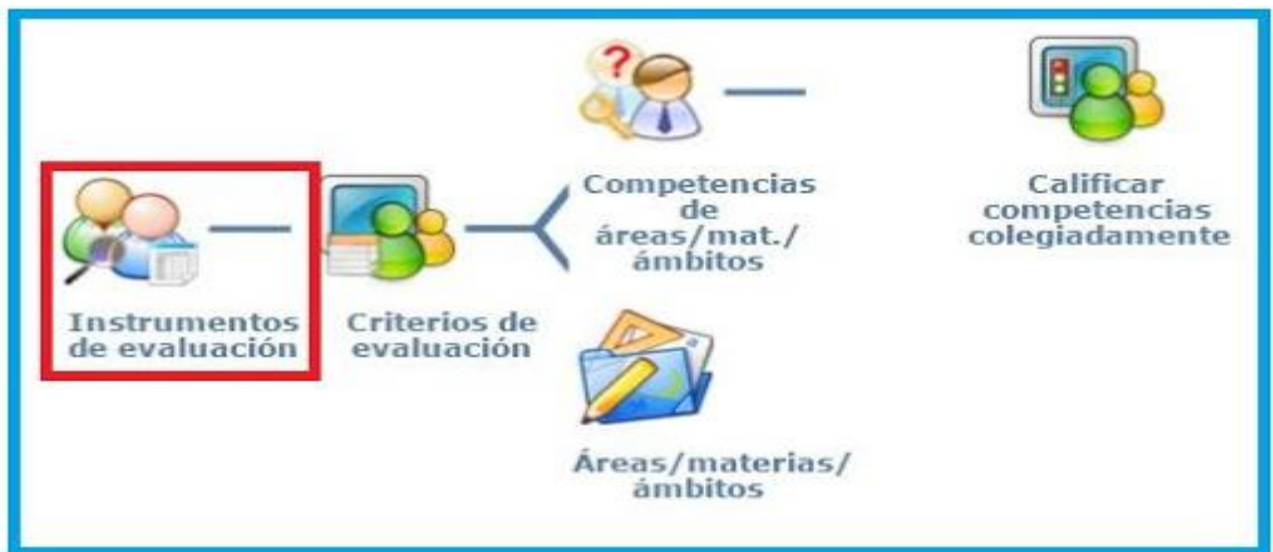 Instrumentos
de evaluación
Criterios de
evaluación
Competencias
de
áreas/mat./
ámbitos
Áreas/materias/
ámbitos
Calificar
competencias
colegiadamente